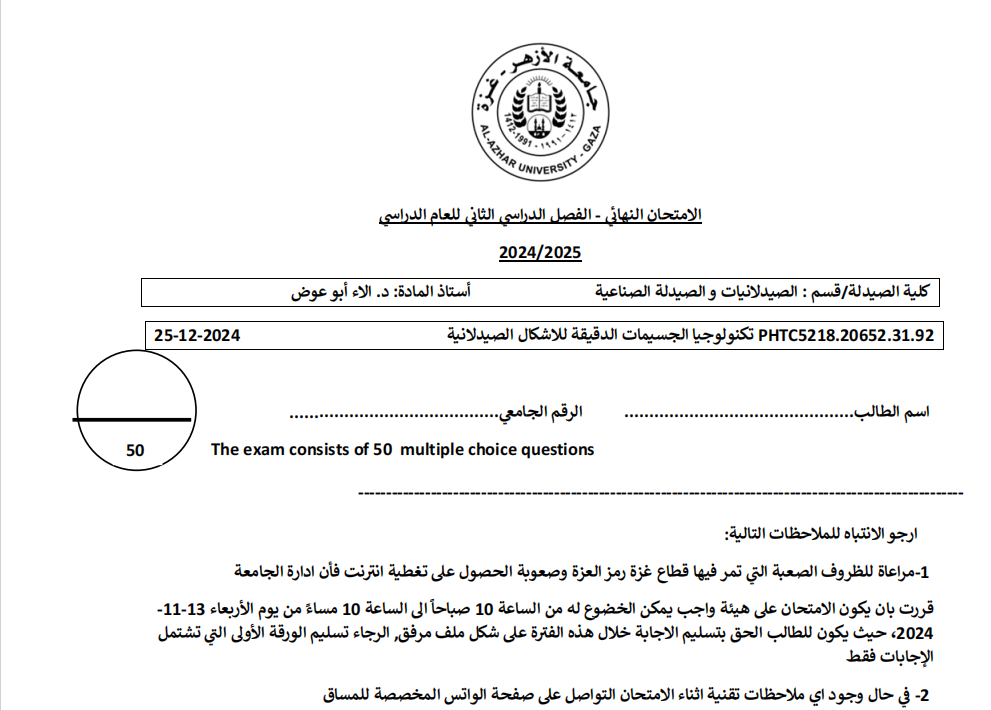 جامعة الأزهر - غزة
1412-1991 - ١٩٩١-١٤١٢
AL-AZHAR UNIVERSITY - GAZA
الامتحان النهائي - الفصل الدراسي الثاني للعام الدراسي
2024/2025
كلية الصيدلة/قسم : الصيدلانيات و الصيدلة الصناعية أستاذ المادة: د. الاء أبو عوض
PHTC5218.20652.31.92 تكنولوجيا الجسيمات الدقيقة للاشكال الصيدلانية 25-12-2024
اسم الطالب............................................... الرقم الجامعي...........................................
50 The exam consists of 50 multiple choice questions
--------------------------------------------------------------------------------------------------------------
ارجو الانتباه للملاحظات التالية:
1-مراعاة للظروف الصعبة التي تمر فيها قطاع غزة رمز العزة وصعوبة الحصول على تغطية انترنت فأن ادارة الجامعة
قررت بان يكون الامتحان على هيئة واجب يمكن الخضوع له من الساعة 10 صباحاً الى الساعة 10 مساءً من يوم الأربعاء 13-11-
2024، حيث يكون للطالب الحق بتسليم الاجابة خلال هذه الفترة على شكل ملف مرفق, الرجاء تسليم الورقة الأولى التي تشتمل
الإجابات فقط
2- في حال وجود اي ملاحظات تقنية اثناء الامتحان التواصل على صفحة الواتس المخصصة للمساق